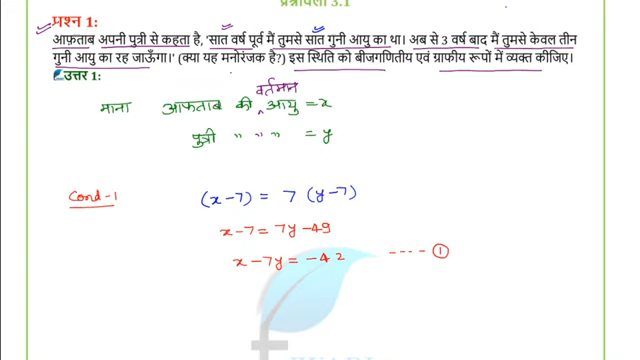 प्रश्नावली 3.1
प्रश्न 1:
आफ़ताब अपनी पुत्री से कहता है, 'सात वर्ष पूर्व मैं तुमसे सात गुनी आयु का था। अब से 3 वर्ष बाद मैं तुमसे केवल तीन
गुनी आयु का रह जाऊँगा।' (क्या यह मनोरंजक है?) इस स्थिति को बीजगणितीय एवं ग्राफीय रूपों में व्यक्त कीजिए।
उत्तर 1:
वर्तमान
माना आफताब की ^ आयु = x
पुत्री " " " = y
Cond-1 (x-7) = 7 (y-7)
x-7 = 7y-49
x-7y = -42 ---- ①